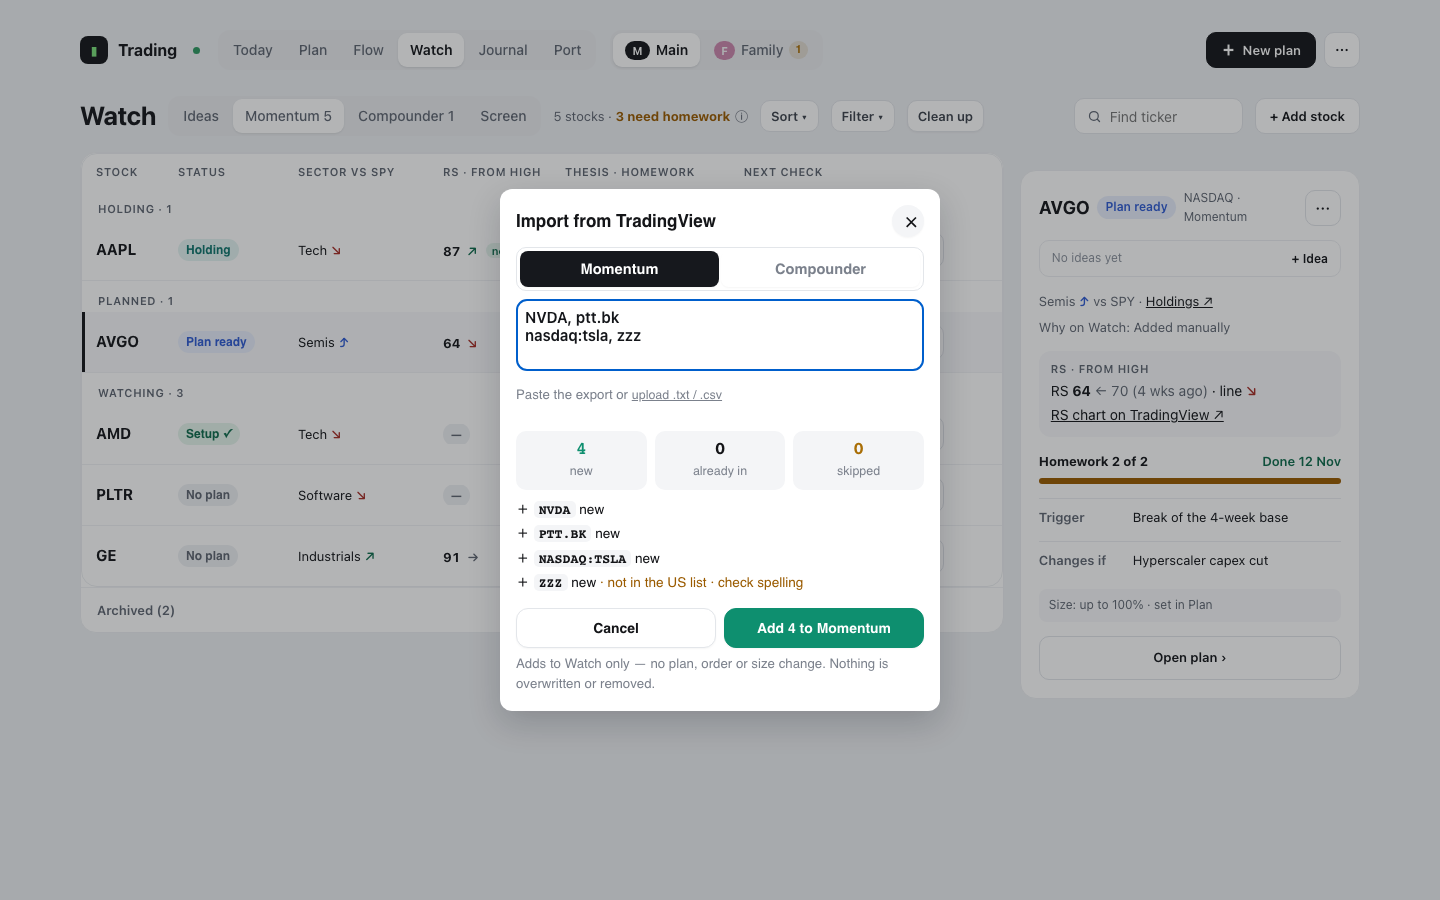 Trading
Today Plan Flow Watch Journal Port
M Main F Family 1
+ New plan
Watch
Ideas Momentum 5 Compounder 1 Screen
5 stocks · 3 need homework ⓘ
Sort ▾ Filter ▾ Clean up
Find ticker
+ Add stock
STOCK STATUS SECTOR VS SPY RS · FROM HIGH THESIS · HOMEWORK NEXT CHECK
HOLDING · 1
AAPL Holding Tech ↘ 87 ↗
PLANNED · 1
AVGO Plan ready Semis ⤴ 64 ↘
WATCHING · 3
AMD Setup ✓ Tech ↘ —
PLTR No plan Software ↘ —
GE No plan Industrials ↗ 91 →
Archived (2)
Import from TradingView
Momentum Compounder
NVDA, ptt.bk
nasdaq:tsla, zzz
Paste the export or upload .txt / .csv
4 new
0 already in
0 skipped
+ NVDA new
+ PTT.BK new
+ NASDAQ:TSLA new
+ ZZZ new · not in the US list · check spelling
Cancel
Add 4 to Momentum
Adds to Watch only — no plan, order or size change. Nothing is
overwritten or removed.
AVGO Plan ready NASDAQ ·
Momentum
No ideas yet + Idea
Semis ⤴ vs SPY · Holdings ↗
Why on Watch: Added manually
RS · FROM HIGH
RS 64 ← 70 (4 wks ago) · line ↘
RS chart on TradingView ↗
Homework 2 of 2 Done 12 Nov
Trigger Break of the 4-week base
Changes if Hyperscaler capex cut
Size: up to 100% · set in Plan
Open plan ›